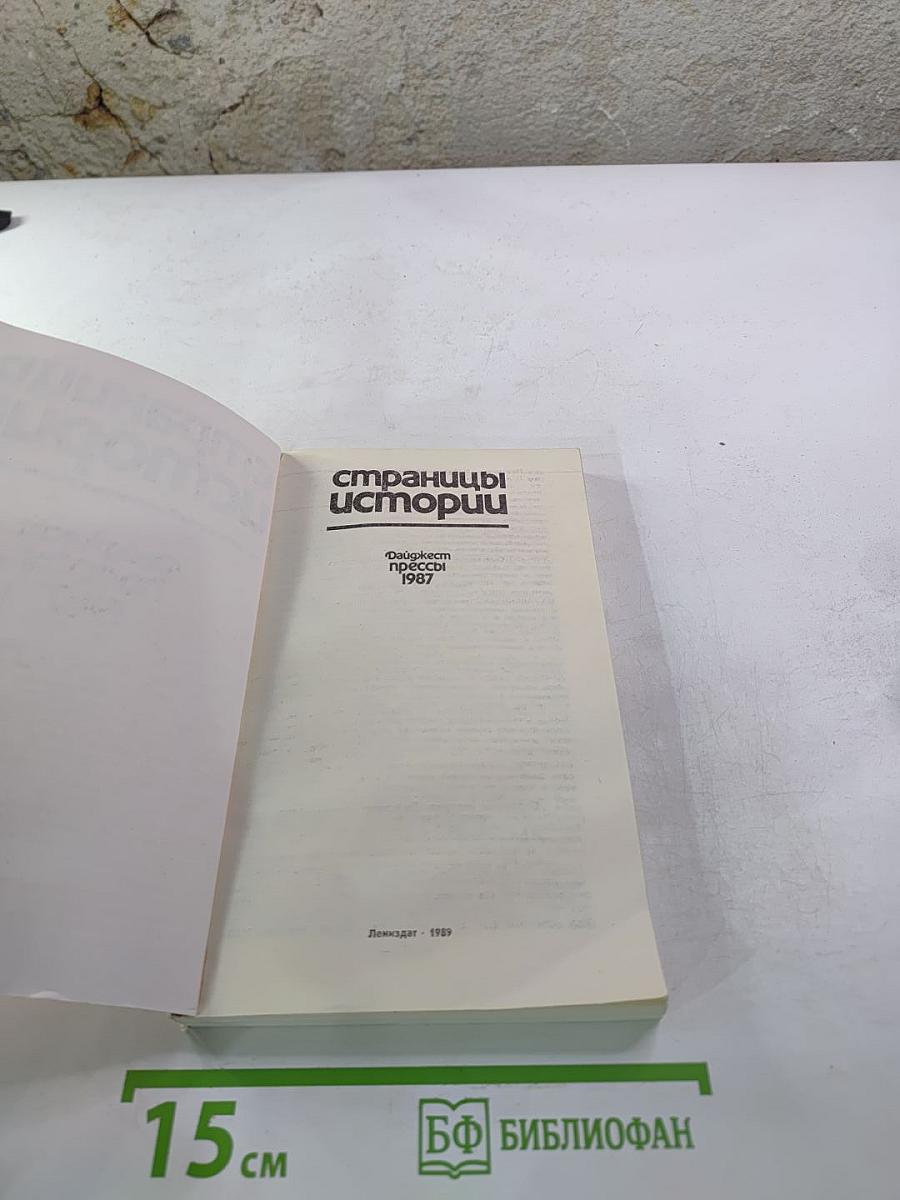 страницы
истории
Дайджест
прессы
1987
Лениздат · 1989
15 см
БФ БИБЛИОФАН